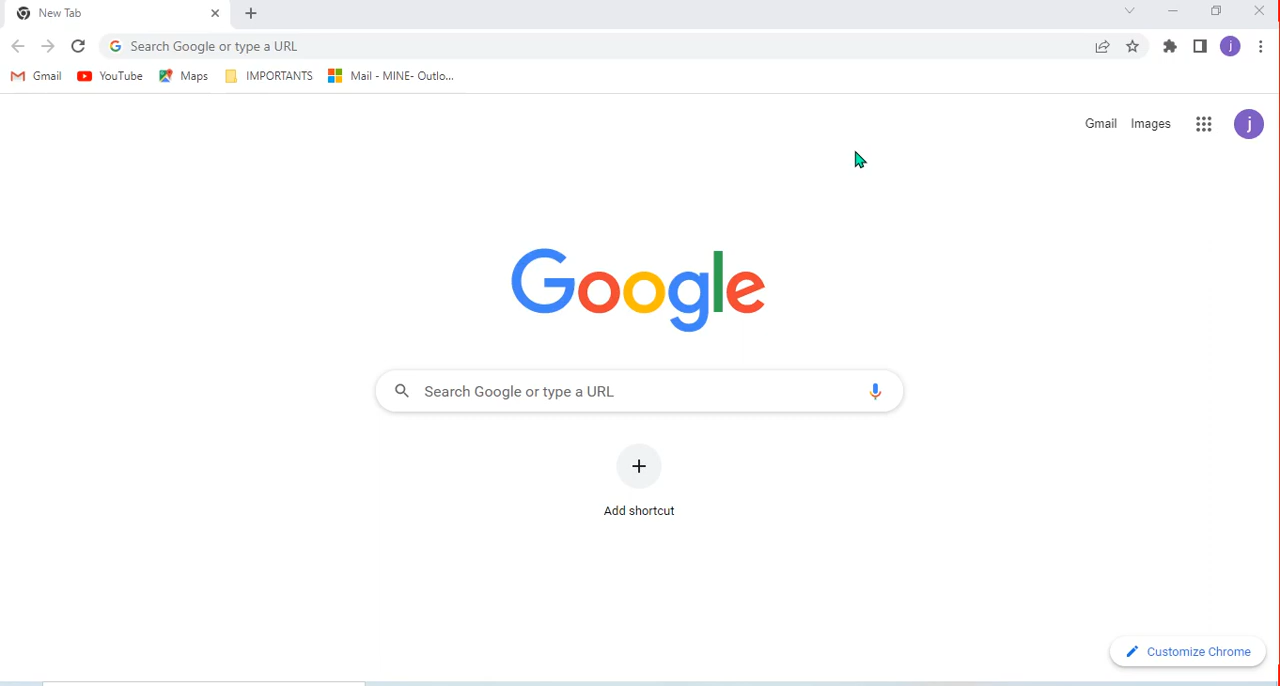 New Tab
Search Google or type a URL
j
Gmail YouTube Maps IMPORTANTS Mail - MINE- Outlo...
Gmail Images j
Google
Search Google or type a URL
Add shortcut
Customize Chrome